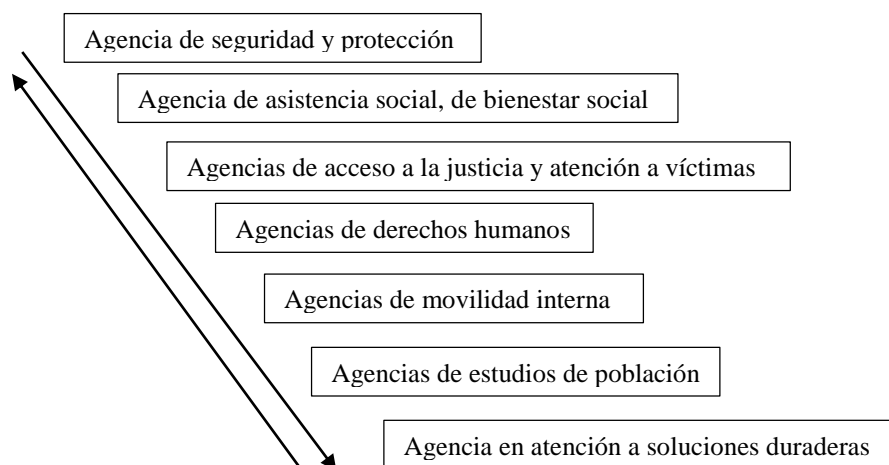 Agencia de seguridad y protección
Agencia de asistencia social, de bienestar social
Agencias de acceso a la justicia y atención a víctimas
Agencias de derechos humanos
Agencias de movilidad interna
Agencias de estudios de población
Agencia en atención a soluciones duraderas